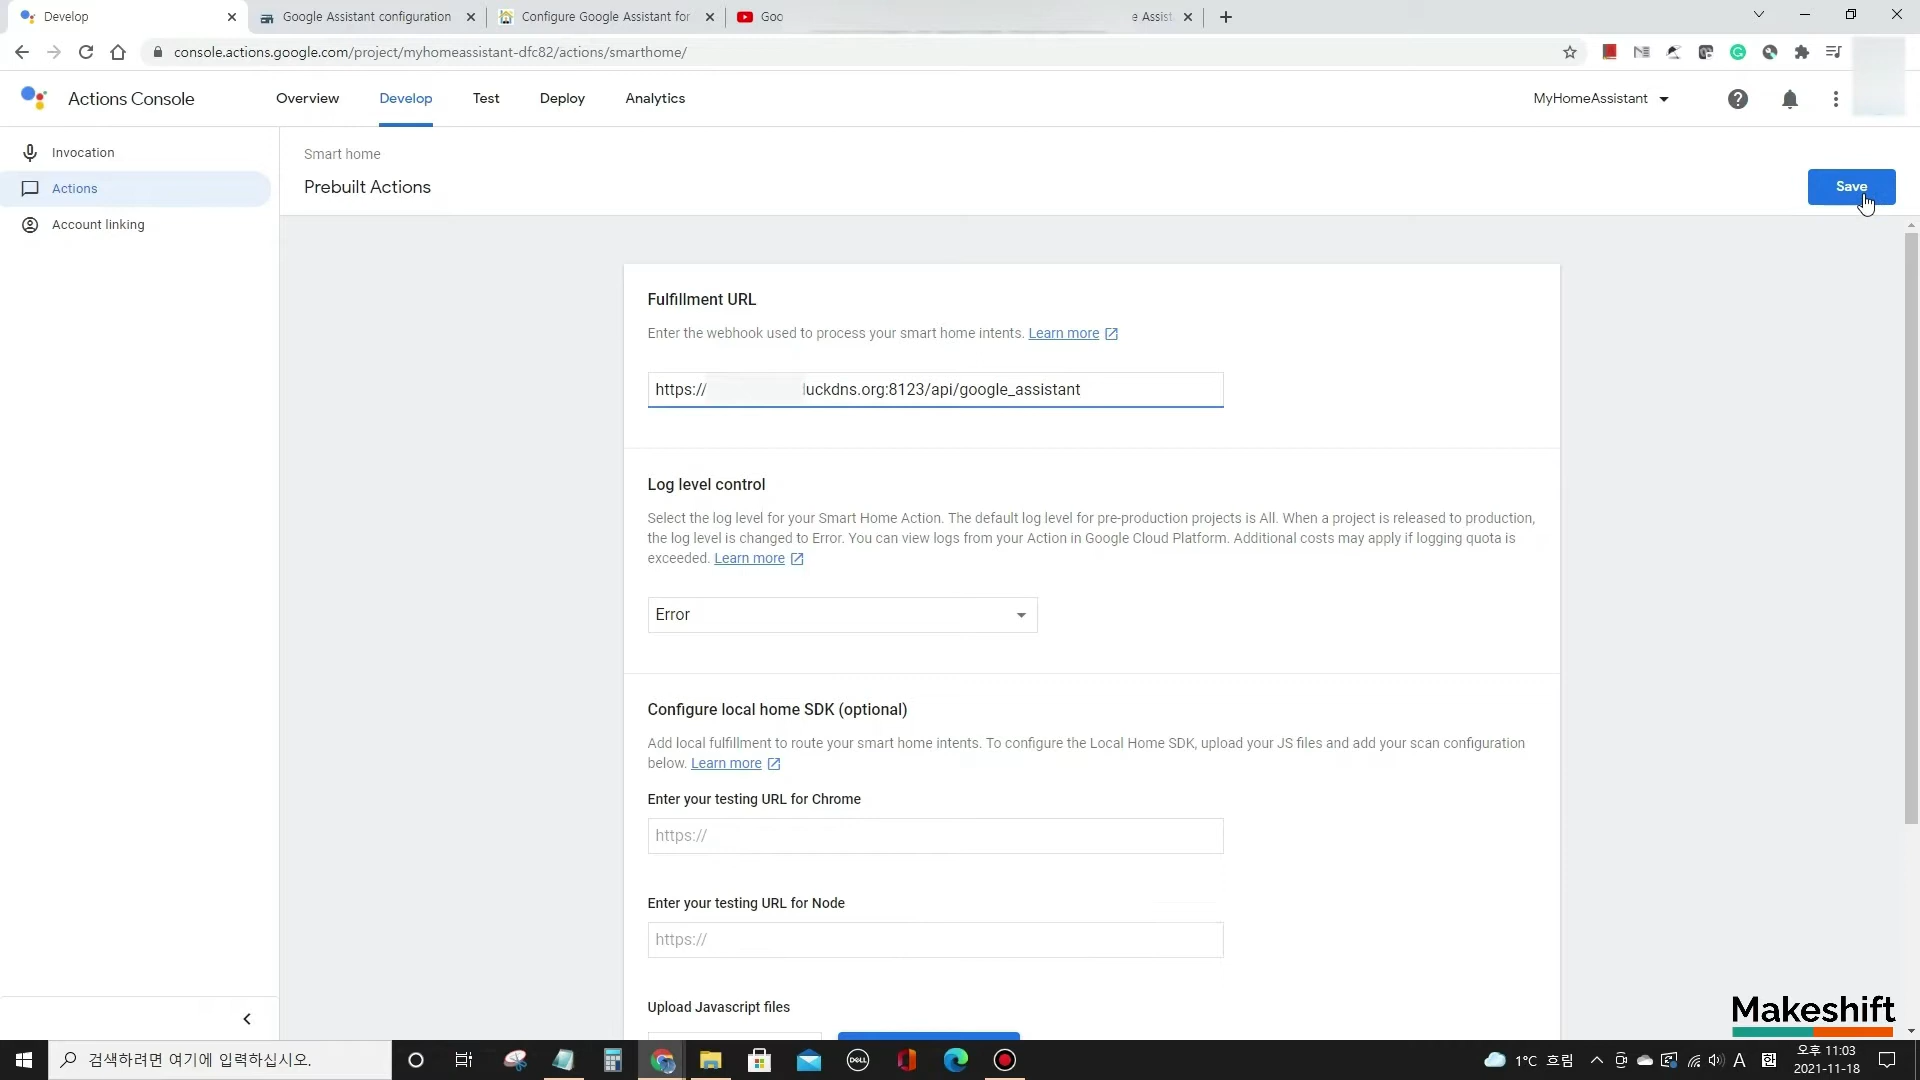 Develop
Google Assistant configuration
Configure Google Assistant for
Goo
e Assist
console.actions.google.com/project/myhomeassistant-dfc82/actions/smarthome/
Actions Console
Overview
Develop
Test
Deploy
Analytics
MyHomeAssistant
Invocation
Actions
Account linking
Smart home
Prebuilt Actions
Save
Fulfillment URL
Enter the webhook used to process your smart home intents. Learn more
https:// uckdns.org:8123/api/google_assistant
Log level control
Select the log level for your Smart Home Action. The default log level for pre-production projects is All. When a project is released to production,
the log level is changed to Error. You can view logs from your Action in Google Cloud Platform. Additional costs may apply if logging quota is
exceeded. Learn more
Error
Configure local home SDK (optional)
Add local fulfillment to route your smart home intents. To configure the Local Home SDK, upload your JS files and add your scan configuration
below. Learn more
Enter your testing URL for Chrome
https://
Enter your testing URL for Node
https://
Upload Javascript files
Makeshift
검색하려면 여기에 입력하십시오.
DELL
1°C 흐림
A
한
오후 11:03
2021-11-18